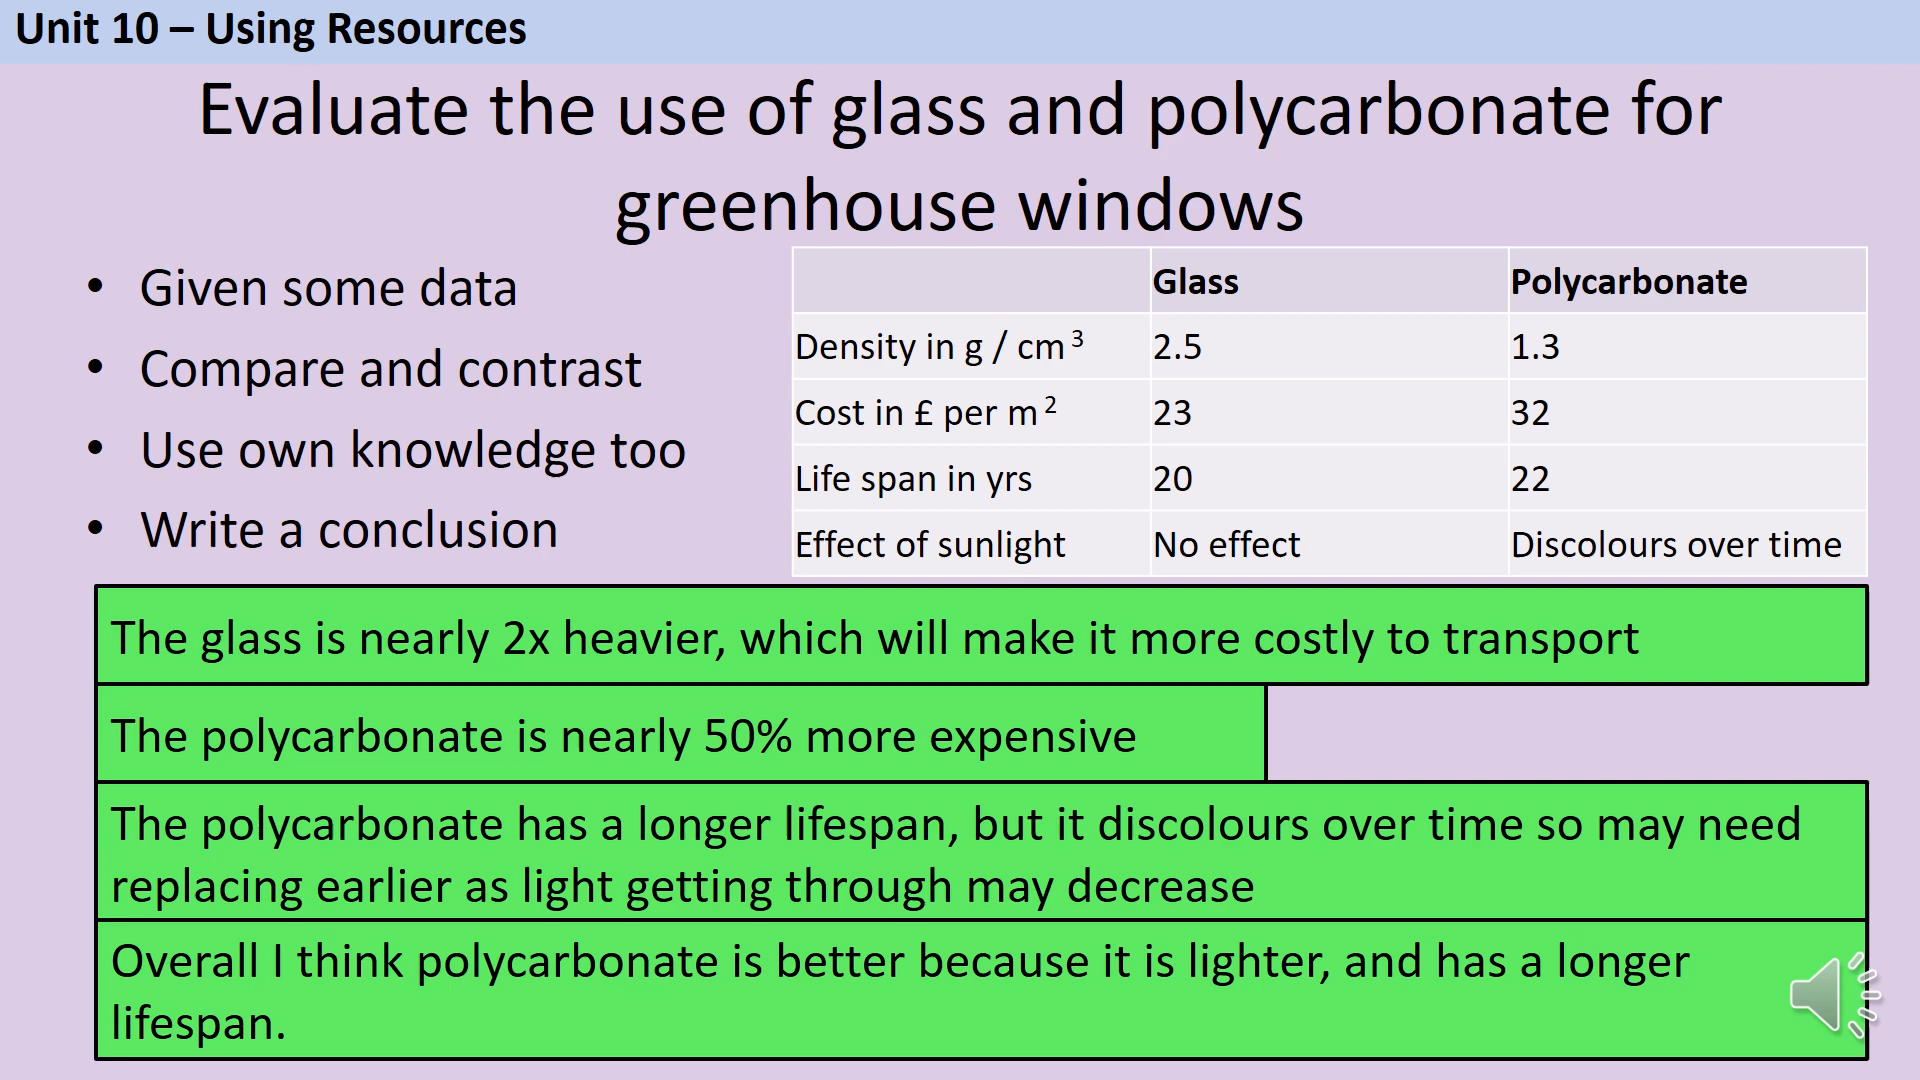 Unit 10 – Using Resources
Evaluate the use of glass and polycarbonate for
greenhouse windows
• Given some data
• Compare and contrast
• Use own knowledge too
• Write a conclusion
Glass Polycarbonate
Density in g / cm³ 2.5 1.3
Cost in £ per m² 23 32
Life span in yrs 20 22
Effect of sunlight No effect Discolours over time
The glass is nearly 2x heavier, which will make it more costly to transport
The polycarbonate is nearly 50% more expensive
The polycarbonate has a longer lifespan, but it discolours over time so may need
replacing earlier as light getting through may decrease
Overall I think polycarbonate is better because it is lighter, and has a longer
lifespan.